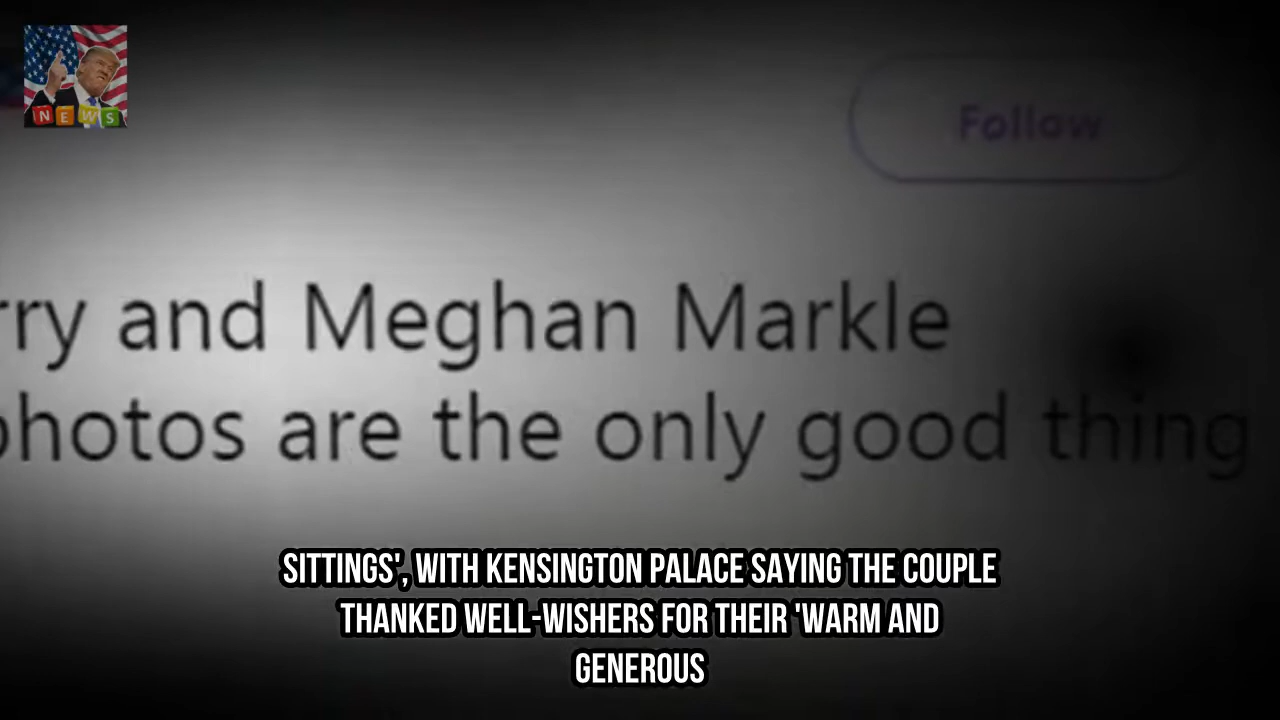 NEWS
Follow
rry and Meghan Markle
photos are the only good thing
SITTINGS', WITH KENSINGTON PALACE SAYING THE COUPLE
THANKED WELL-WISHERS FOR THEIR 'WARM AND
GENEROUS